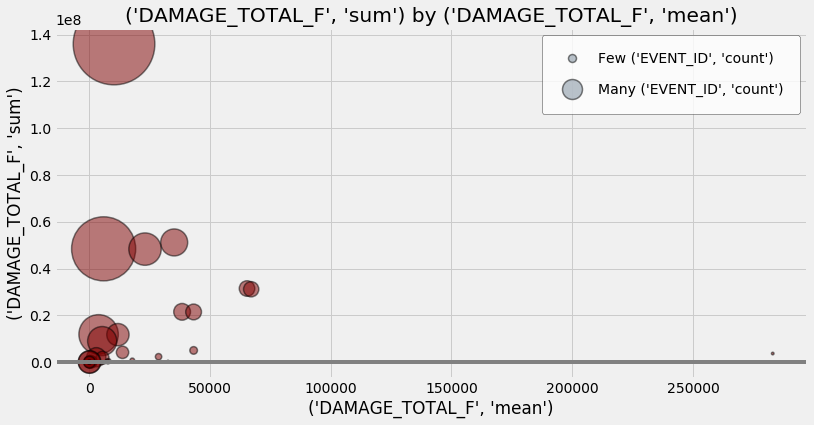 ('DAMAGE_TOTAL_F', 'sum') by ('DAMAGE_TOTAL_F', 'mean')
1e8
('DAMAGE_TOTAL_F', 'sum')
1.4
1.2
1.0
0.8
0.6
0.4
0.2
0.0
Few ('EVENT_ID', 'count')
Many ('EVENT_ID', 'count')
0 50000 100000 150000 200000 250000
('DAMAGE_TOTAL_F', 'mean')